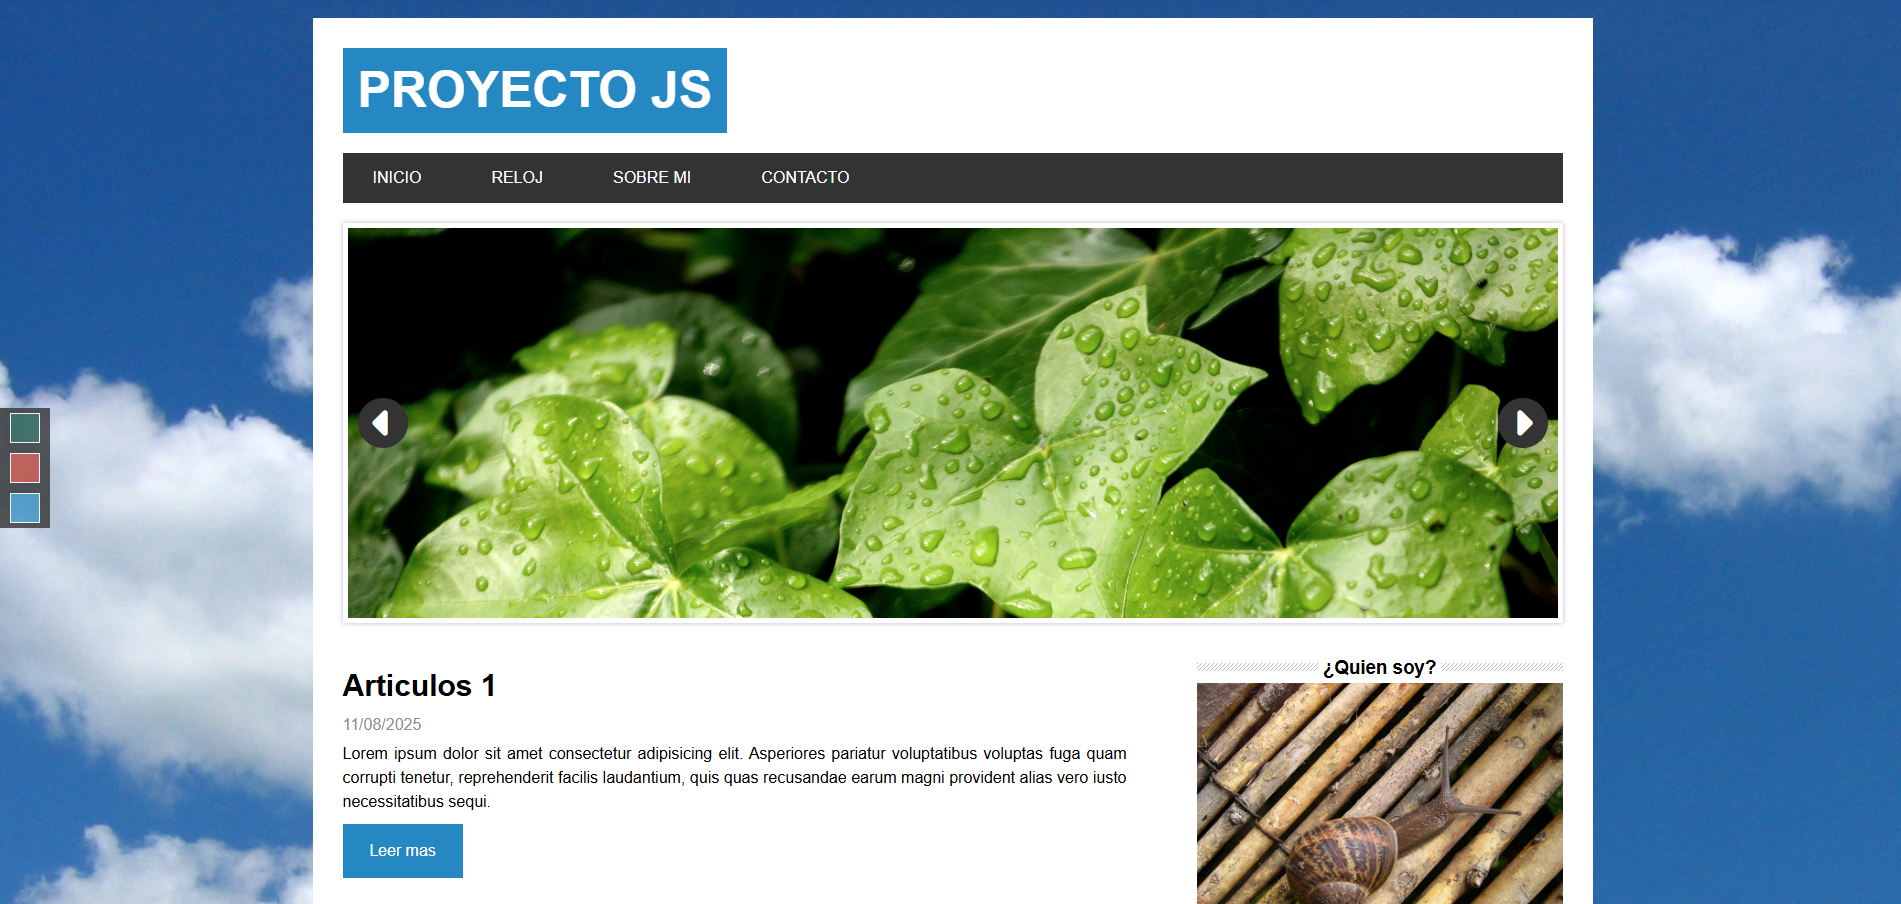 PROYECTO JS
INICIO RELOJ SOBRE MI CONTACTO
Articulos 1
11/08/2025
Lorem ipsum dolor sit amet consectetur adipisicing elit. Asperiores pariatur voluptatibus voluptas fuga quam
corrupti tenetur, reprehenderit facilis laudantium, quis quas recusandae earum magni provident alias vero iusto
necessitatibus sequi.
Leer mas
¿Quien soy?